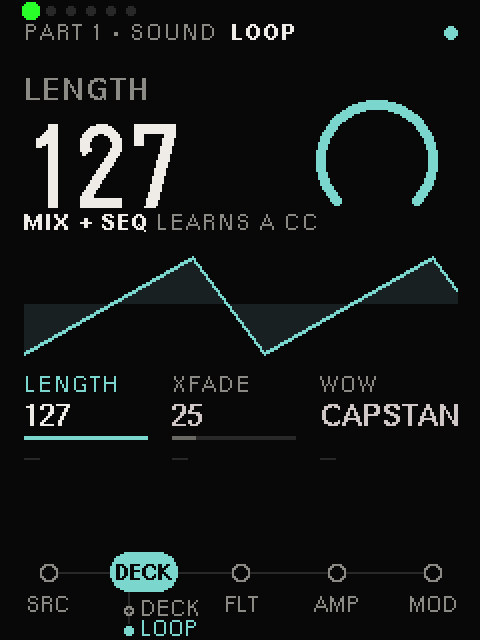 PART 1 · SOUND LOOP
LENGTH
127
MIX + SEQ LEARNS A CC
LENGTH XFADE WOW
127 25 CAPSTAN
— — —
DECK
SRC DECK FLT AMP MOD
LOOP